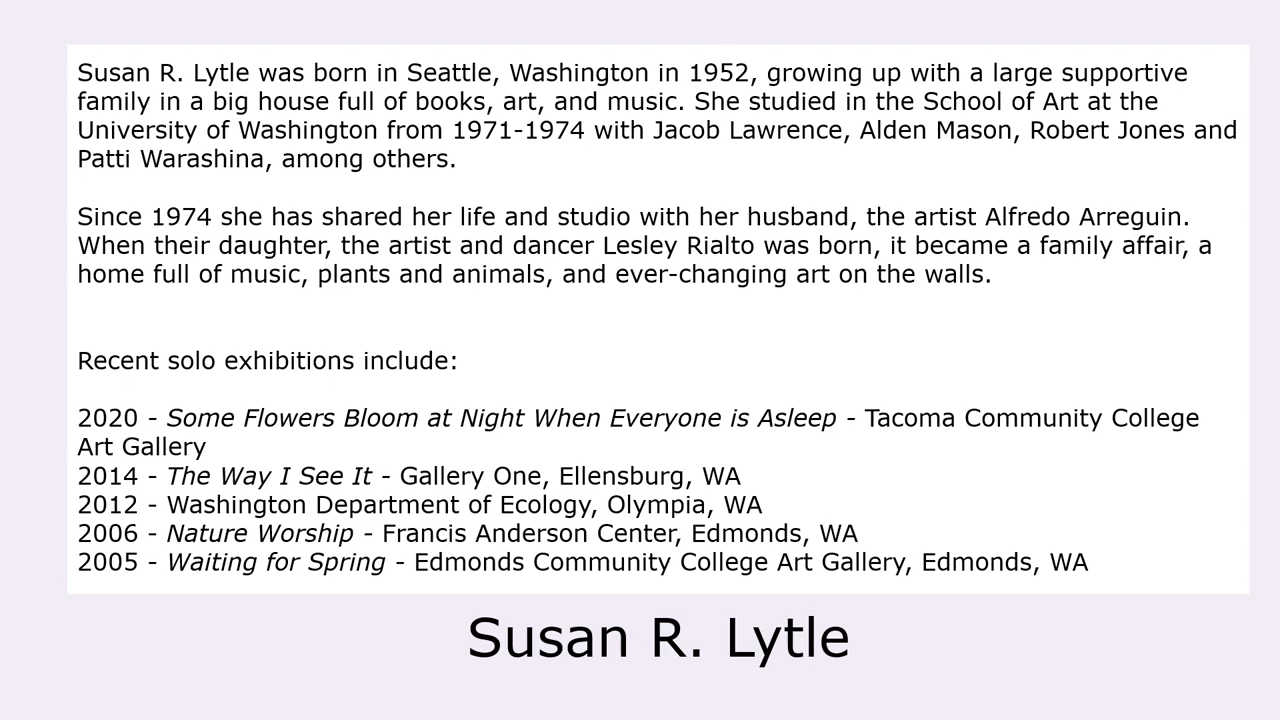 Susan R. Lytle was born in Seattle, Washington in 1952, growing up with a large supportive
family in a big house full of books, art, and music. She studied in the School of Art at the
University of Washington from 1971-1974 with Jacob Lawrence, Alden Mason, Robert Jones and
Patti Warashina, among others.
Since 1974 she has shared her life and studio with her husband, the artist Alfredo Arreguin.
When their daughter, the artist and dancer Lesley Rialto was born, it became a family affair, a
home full of music, plants and animals, and ever-changing art on the walls.
Recent solo exhibitions include:
2020 - Some Flowers Bloom at Night When Everyone is Asleep - Tacoma Community College
Art Gallery
2014 - The Way I See It - Gallery One, Ellensburg, WA
2012 - Washington Department of Ecology, Olympia, WA
2006 - Nature Worship - Francis Anderson Center, Edmonds, WA
2005 - Waiting for Spring - Edmonds Community College Art Gallery, Edmonds, WA
Susan R. Lytle